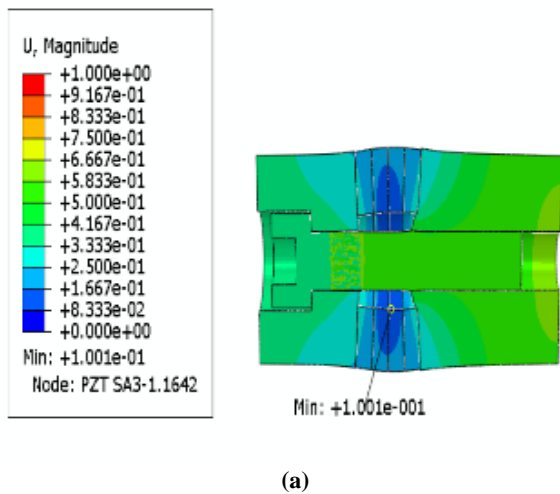 U, Magnitude
+1.000e+00
+9.167e-01
+8.333e-01
+7.500e-01
+6.667e-01
+5.833e-01
+5.000e-01
+4.167e-01
+3.333e-01
+2.500e-01
+1.667e-01
+8.333e-02
+0.000e+00
Min: +1.001e-01
Node: PZT SA3-1.1642
Min: +1.001e-001
(a)